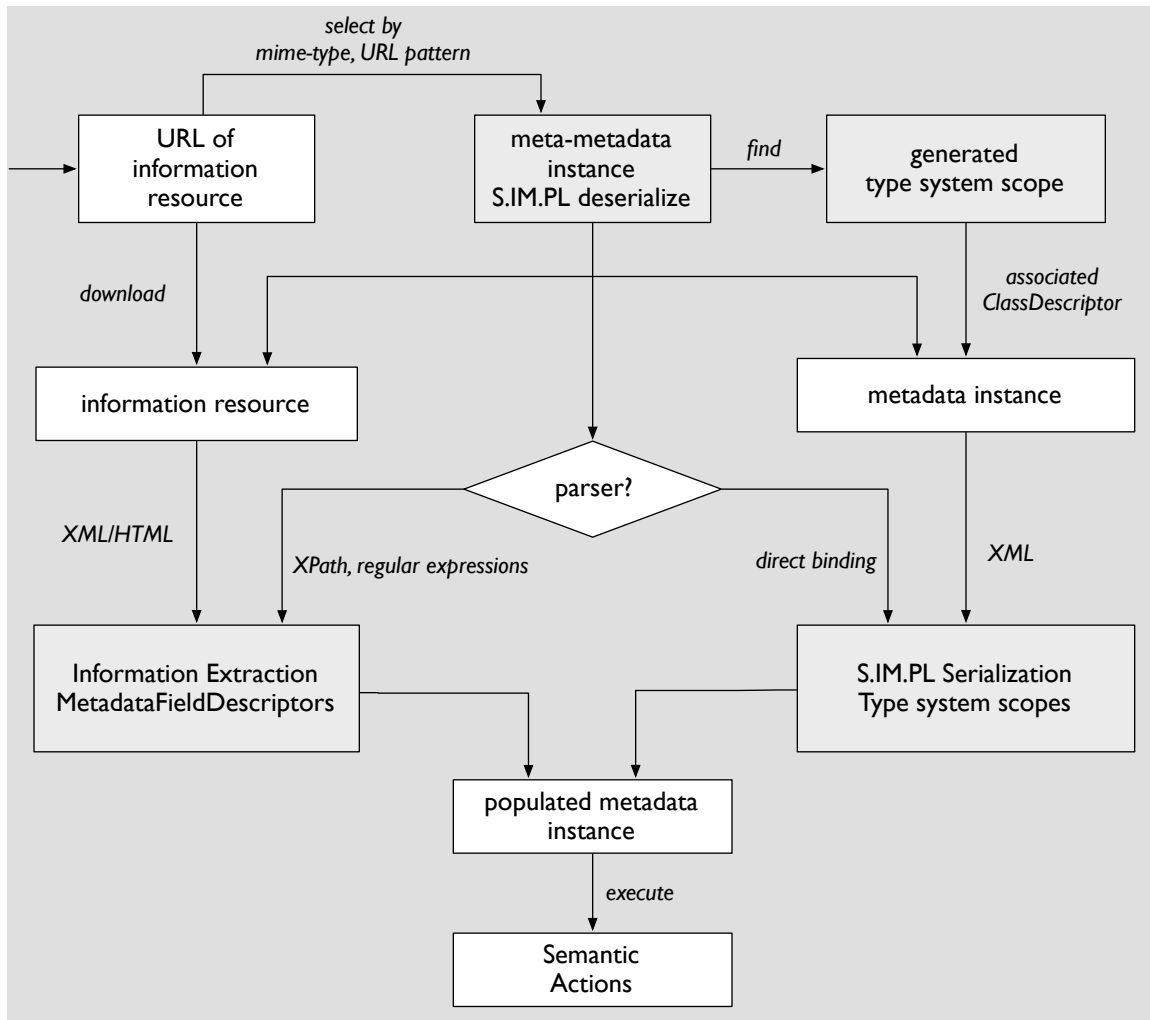 select by
mime-type, URL pattern
URL of
information
resource
meta-metadata
instance
S.IM.PL deserialize
find
generated
type system scope
download
associated
ClassDescriptor
information resource
metadata instance
parser?
XML/HTML
XPath, regular expressions
direct binding
XML
Information Extraction
MetadataFieldDescriptors
S.IM.PL Serialization
Type system scopes
populated metadata
instance
execute
Semantic
Actions